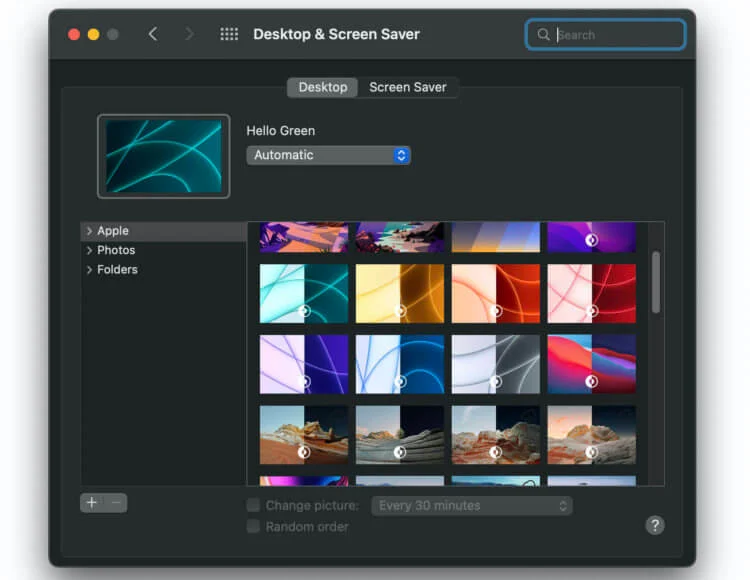 Desktop & Screen Saver
Search
Desktop
Screen Saver
Hello Green
Automatic
Apple
Photos
Folders
Change picture:
Every 30 minutes
Random order
?